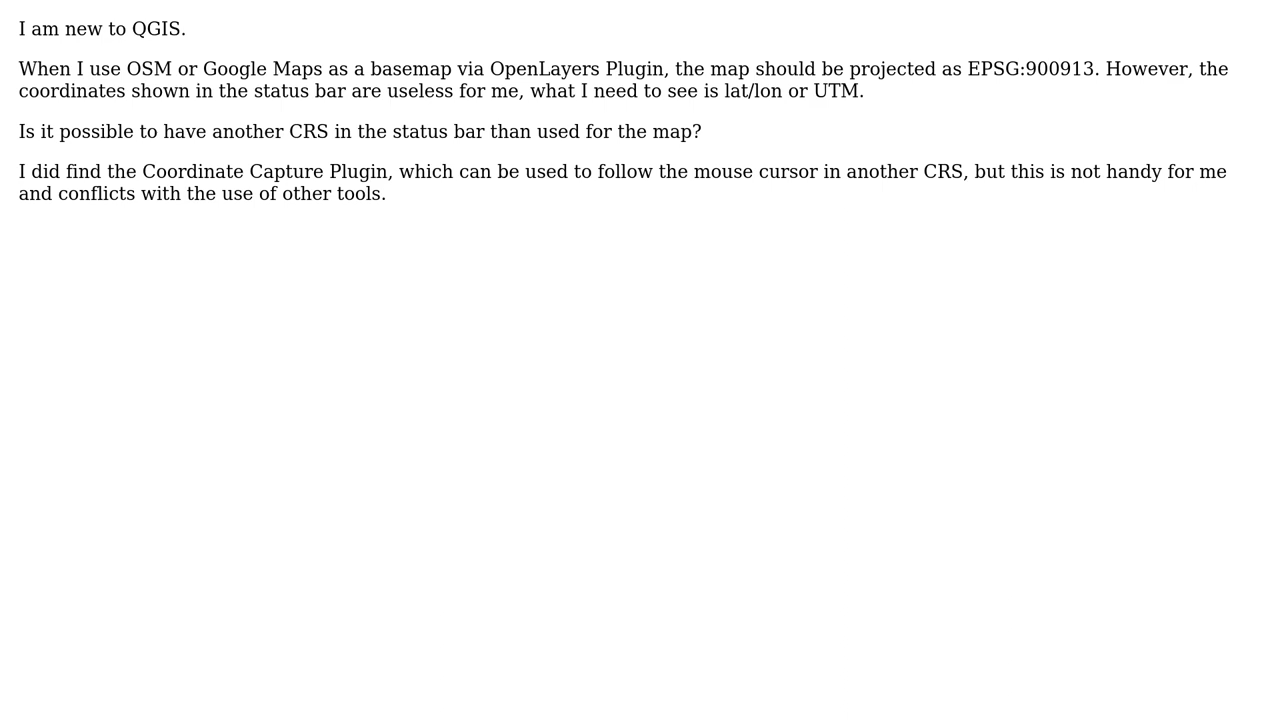 I am new to QGIS.
When I use OSM or Google Maps as a basemap via OpenLayers Plugin, the map should be projected as EPSG:900913. However, the
coordinates shown in the status bar are useless for me, what I need to see is lat/lon or UTM.
Is it possible to have another CRS in the status bar than used for the map?
I did find the Coordinate Capture Plugin, which can be used to follow the mouse cursor in another CRS, but this is not handy for me
and conflicts with the use of other tools.